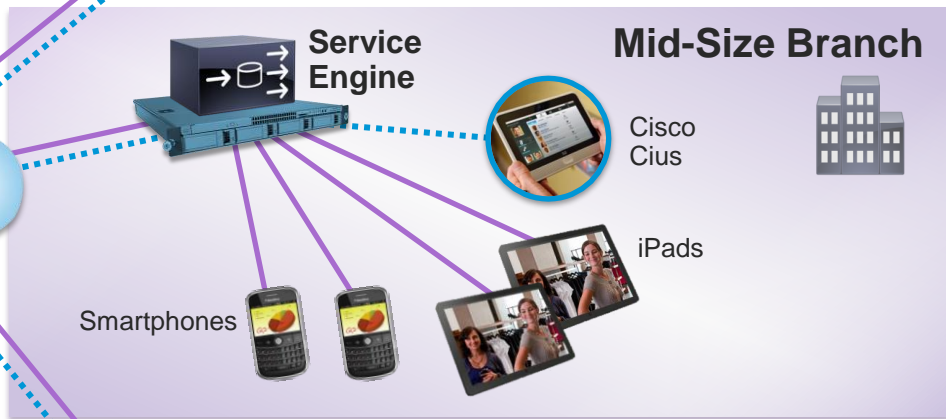 Service
Engine
Mid-Size Branch
Cisco
Cius
iPads
Smartphones